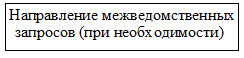 Направление межведомственных
запросов (при необходимости)